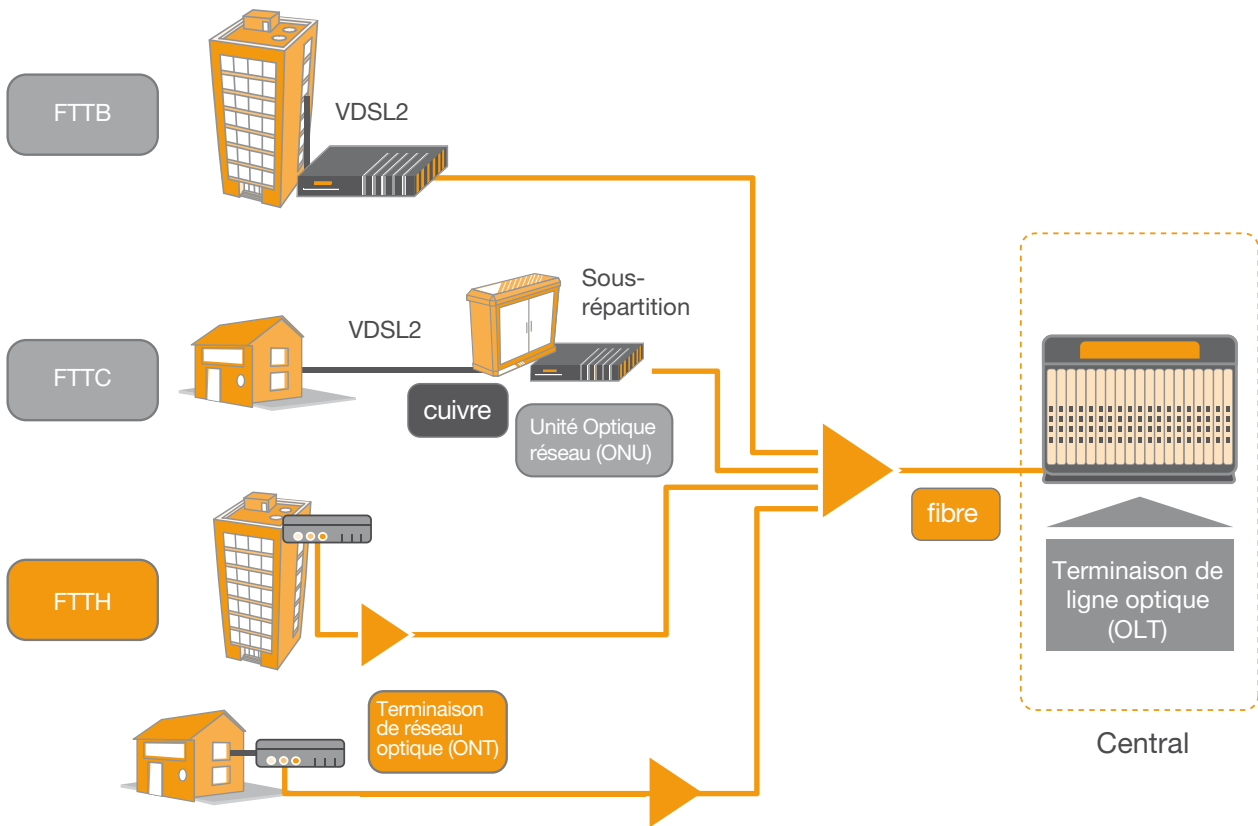 FTTB
VDSL2
Sous-
répartition
VDSL2
FTTC
cuivre
Unité Optique
réseau (ONU)
fibre
FTTH
Terminaison de
ligne optique
(OLT)
Terminaison
de réseau
optique (ONT)
Central